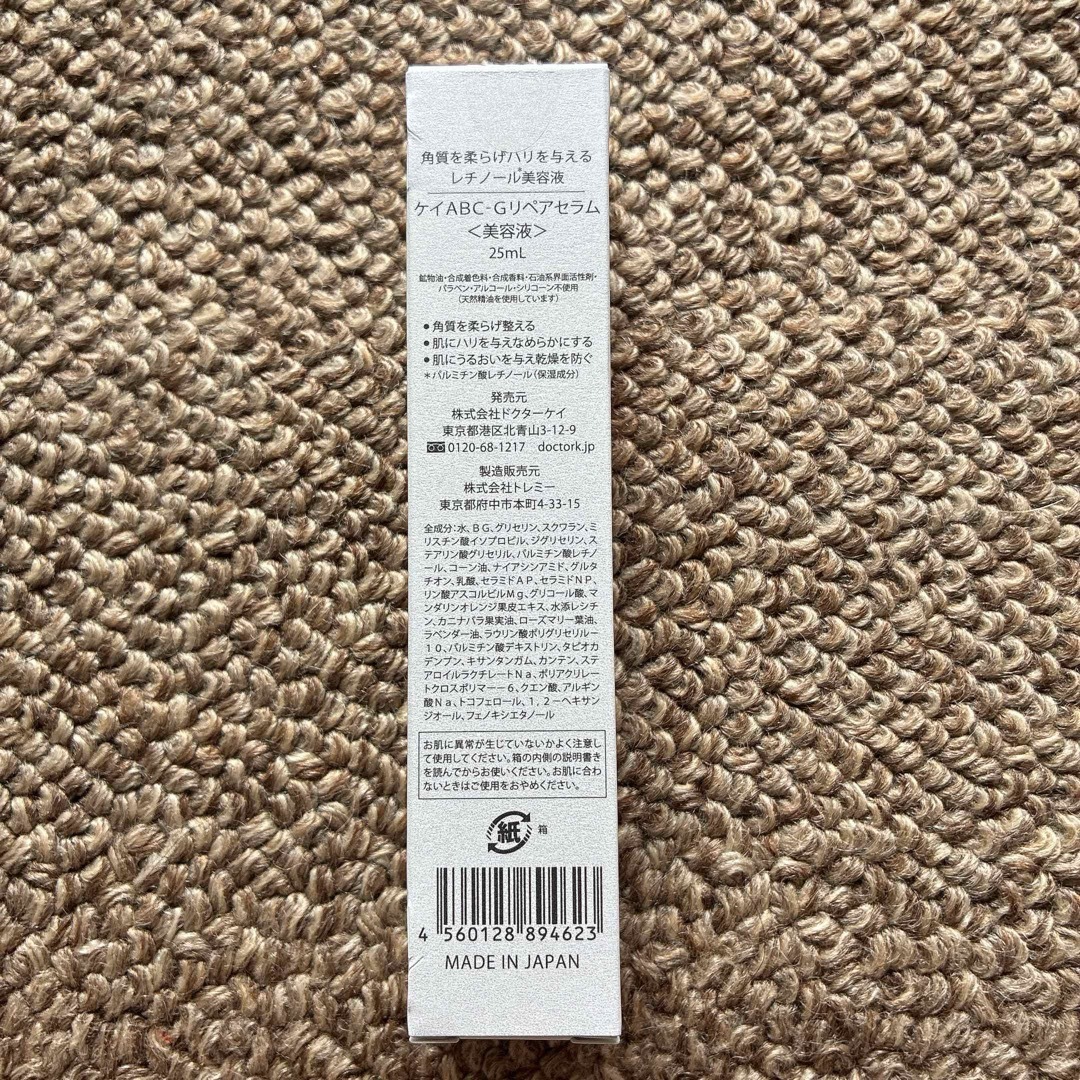 角質を柔らげハリを与える
レチノール*美容液
ケイABC-Gリペアセラム
＜美容液＞
25mL
鉱物油・合成着色料・合成香料・石油系界面活性剤・
パラベン・アルコール・シリコーン不使用
（天然精油を使用しています）
●角質を柔らげ整える
●肌にハリを与えなめらかにする
●肌にうるおいを与え乾燥を防ぐ
＊パルミチン酸レチノール（保湿成分）
発売元
株式会社ドクターケイ
東京都港区北青山3-12-9
0120-68-1217 doctork.jp
製造販売元
株式会社トレミー
東京都府中市本町4-33-15
全成分：水、ＢＧ、グリセリン、スクワラン、ミ
リスチン酸イソプロピル、ジグリセリン、ス
テアリン酸グリセリル、パルミチン酸レチノ
ール、コーン油、ナイアシンアミド、グルタ
チオン、乳酸、セラミドＡＰ、セラミドＮＰ、
リン酸アスコルビルＭｇ、グリコール酸、マ
ンダリンオレンジ果皮エキス、水添レシチ
ン、カニナバラ果実油、ローズマリー葉油、
ラベンダー油、ラウリン酸ポリグリセリル－
１０、パルミチン酸デキストリン、タピオカ
デンプン、キサンタンガム、カンテン、ステ
アロイルラクチレートＮａ、ポリアクリレー
トクロスポリマー－６、クエン酸、アルギン
酸Ｎａ、トコフェロール、１，２－ヘキサン
ジオール、フェノキシエタノール
お肌に異常が生じていないかよく注意し
て使用してください。箱の内側の説明書き
を読んでからお使いください。お肌に合わ
ないときはご使用をおやめください。
紙 箱
4 560128 894623
MADE IN JAPAN